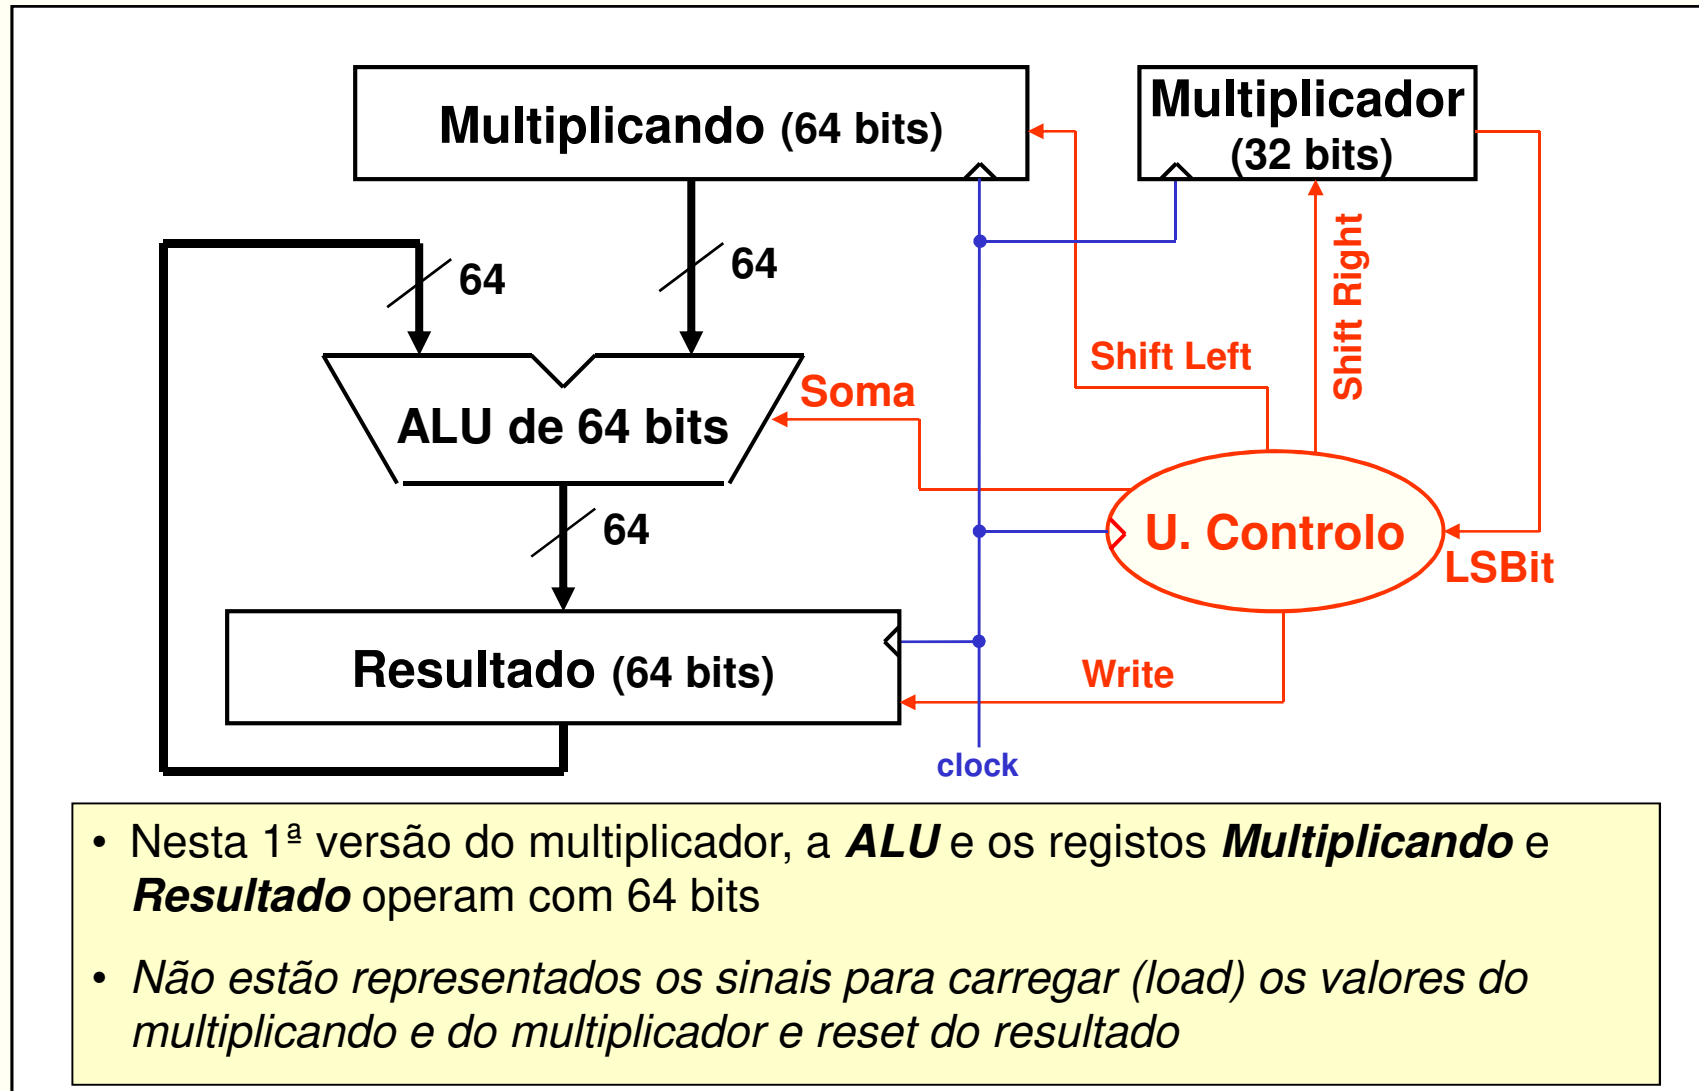 Multiplicando (64 bits)
Multiplicador
(32 bits)
64
64
Shift Left
Shift Right
Soma
ALU de 64 bits
64
U. Controlo
LSBit
Resultado (64 bits)
Write
clock
• Nesta 1ª versão do multiplicador, a ALU e os registos Multiplicando e
Resultado operam com 64 bits
• Não estão representados os sinais para carregar (load) os valores do
multiplicando e do multiplicador e reset do resultado